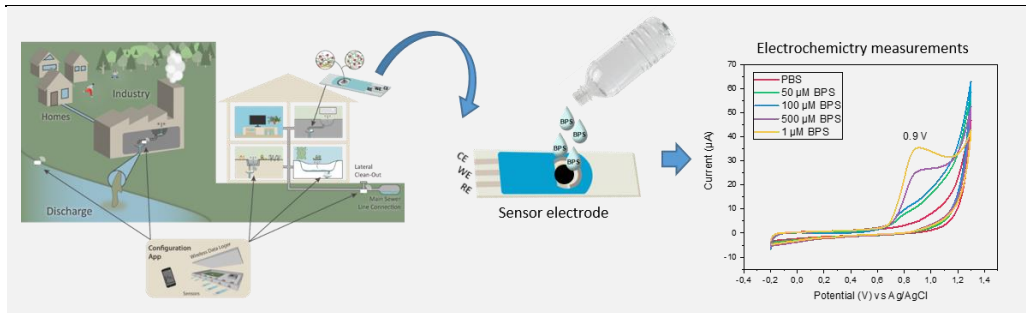 Industry
Homes
Discharge
Lateral
Clean-Out
Main Sewer
Line Connection
Configuration
App
Wireless Data Loger
Sensors
BPS
BPS
BPS
BPS
BPS
CE
WE
RE
Sensor electrode
Electrochemictry measurements
PBS
50 µM BPS
100 µM BPS
500 µM BPS
1 µM BPS
0.9 V
Current (µA)
70
60
50
40
30
20
10
0
-10
-0,2
0,0
0,2
0,4
0,6
0,8
1,0
1,2
1,4
Potential (V) vs Ag/AgCl